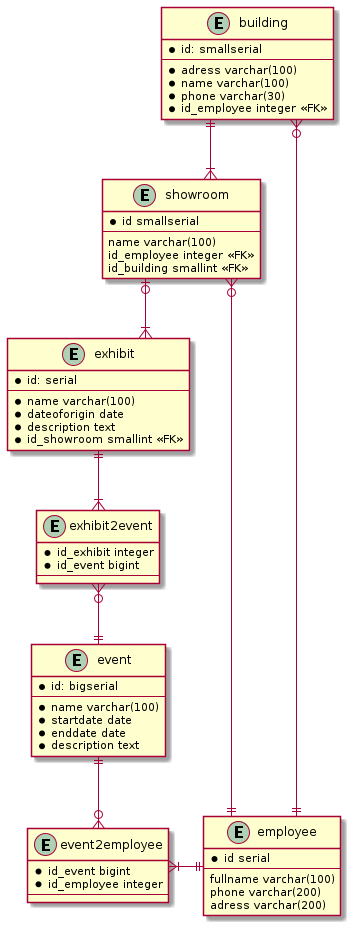 E building
id: smallserial
adress varchar(100)
name varchar(100)
phone varchar(30)
id_employee integer «FK»
E showroom
id smallserial
name varchar(100)
id_employee integer «FK»
id_building smallint «FK»
E exhibit
id: serial
name varchar(100)
dateoforigin date
description text
id_showroom smallint «FK»
E exhibit2event
id_exhibit integer
id_event bigint
E event
id: bigserial
name varchar(100)
startdate date
enddate date
description text
E event2employee
id_event bigint
id_employee integer
E employee
id serial
fullname varchar(100)
phone varchar(200)
adress varchar(200)